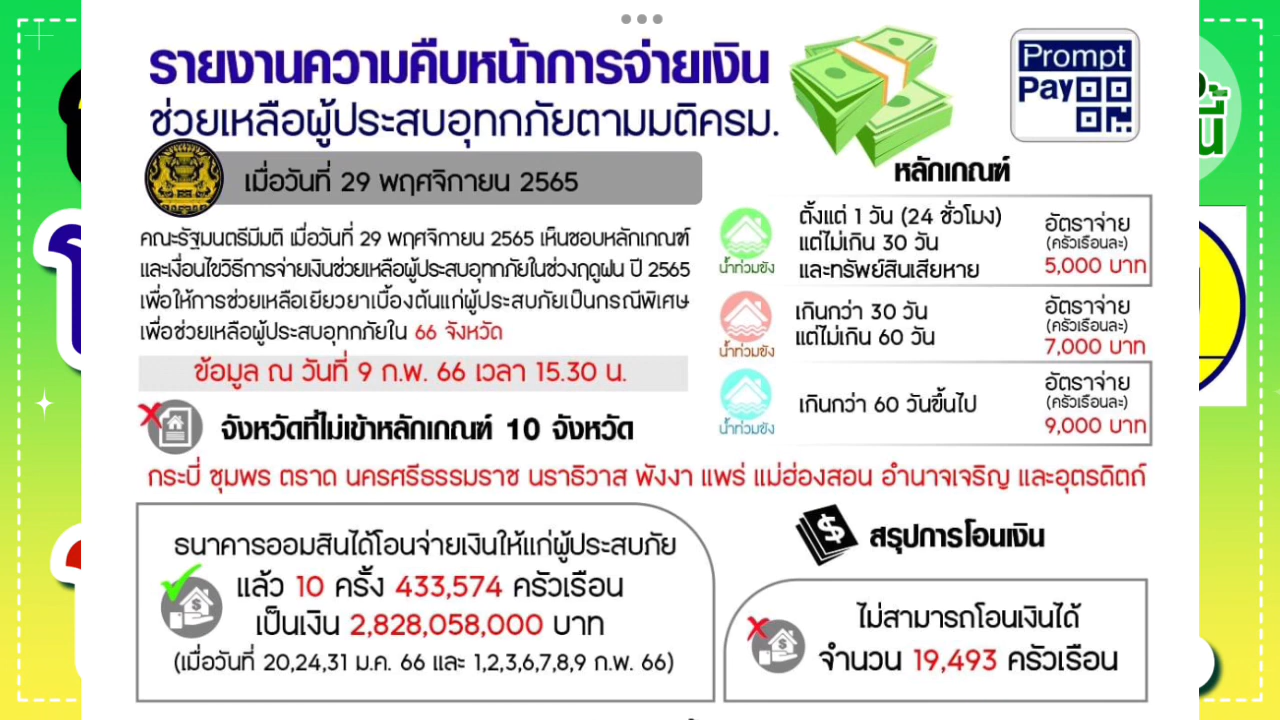 รายงานความคืบหน้าการจ่ายเงิน
ช่วยเหลือผู้ประสบอุทกภัยตามมติครม.
เมื่อวันที่ 29 พฤศจิกายน 2565
Prompt
Pay
คณะรัฐมนตรีมีมติ เมื่อวันที่ 29 พฤศจิกายน 2565 เห็นชอบหลักเกณฑ์
และเงื่อนไขวิธีการจ่ายเงินช่วยเหลือผู้ประสบอุทกภัยในช่วงฤดูฝน ปี 2565
เพื่อให้การช่วยเหลือเยียวยาเบื้องต้นแก่ผู้ประสบภัยเป็นกรณีพิเศษ
เพื่อช่วยเหลือผู้ประสบอุทกภัยใน 66 จังหวัด
ข้อมูล ณ วันที่ 9 ก.พ. 66 เวลา 15.30 น.
หลักเกณฑ์
น้ำท่วมขัง
ตั้งแต่ 1 วัน (24 ชั่วโมง)
แต่ไม่เกิน 30 วัน
และทรัพย์สินเสียหาย
อัตราจ่าย
(ครัวเรือนละ)
5,000 บาท
น้ำท่วมขัง
เกินกว่า 30 วัน
แต่ไม่เกิน 60 วัน
อัตราจ่าย
(ครัวเรือนละ)
7,000 บาท
น้ำท่วมขัง
เกินกว่า 60 วันขึ้นไป
อัตราจ่าย
(ครัวเรือนละ)
9,000 บาท
จังหวัดที่ไม่เข้าหลักเกณฑ์ 10 จังหวัด
กระบี่ ชุมพร ตราด นครศรีธรรมราช นราธิวาส พังงา แพร่ แม่ฮ่องสอน อำนาจเจริญ และอุตรดิตถ์
ธนาคารออมสินได้โอนจ่ายเงินให้แก่ผู้ประสบภัย
แล้ว 10 ครั้ง 433,574 ครัวเรือน
เป็นเงิน 2,828,058,000 บาท
(เมื่อวันที่ 20,24,31 ม.ค. 66 และ 1,2,3,6,7,8,9 ก.พ. 66)
สรุปการโอนเงิน
ไม่สามารถโอนเงินได้
จำนวน 19,493 ครัวเรือน